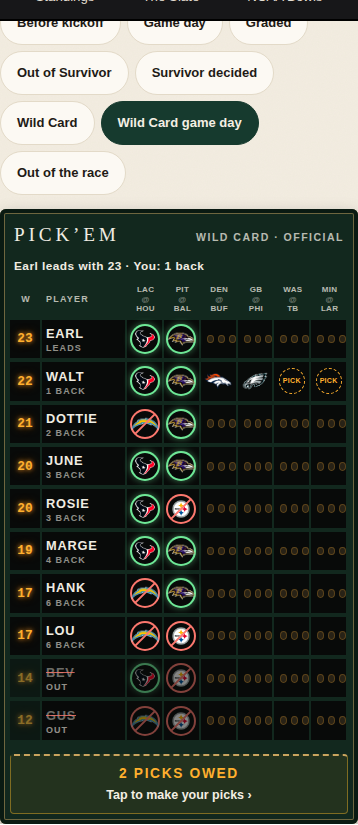 Before kickoff
Game day
Graded
Out of Survivor
Survivor decided
Wild Card
Wild Card game day
Out of the race
PICK’EM
WILD CARD · OFFICIAL
Earl leads with 23 · You: 1 back
W PLAYER LAC @ HOU PIT @ BAL DEN @ BUF GB @ PHI WAS @ TB MIN @ LAR
23 EARL
LEADS
22 WALT PICK PICK
1 BACK
21 DOTTIE
2 BACK
20 JUNE
3 BACK
20 ROSIE
3 BACK
19 MARGE
4 BACK
17 HANK
6 BACK
17 LOU
6 BACK
14 BEV
OUT
12 GUS
OUT
2 PICKS OWED
Tap to make your picks ›